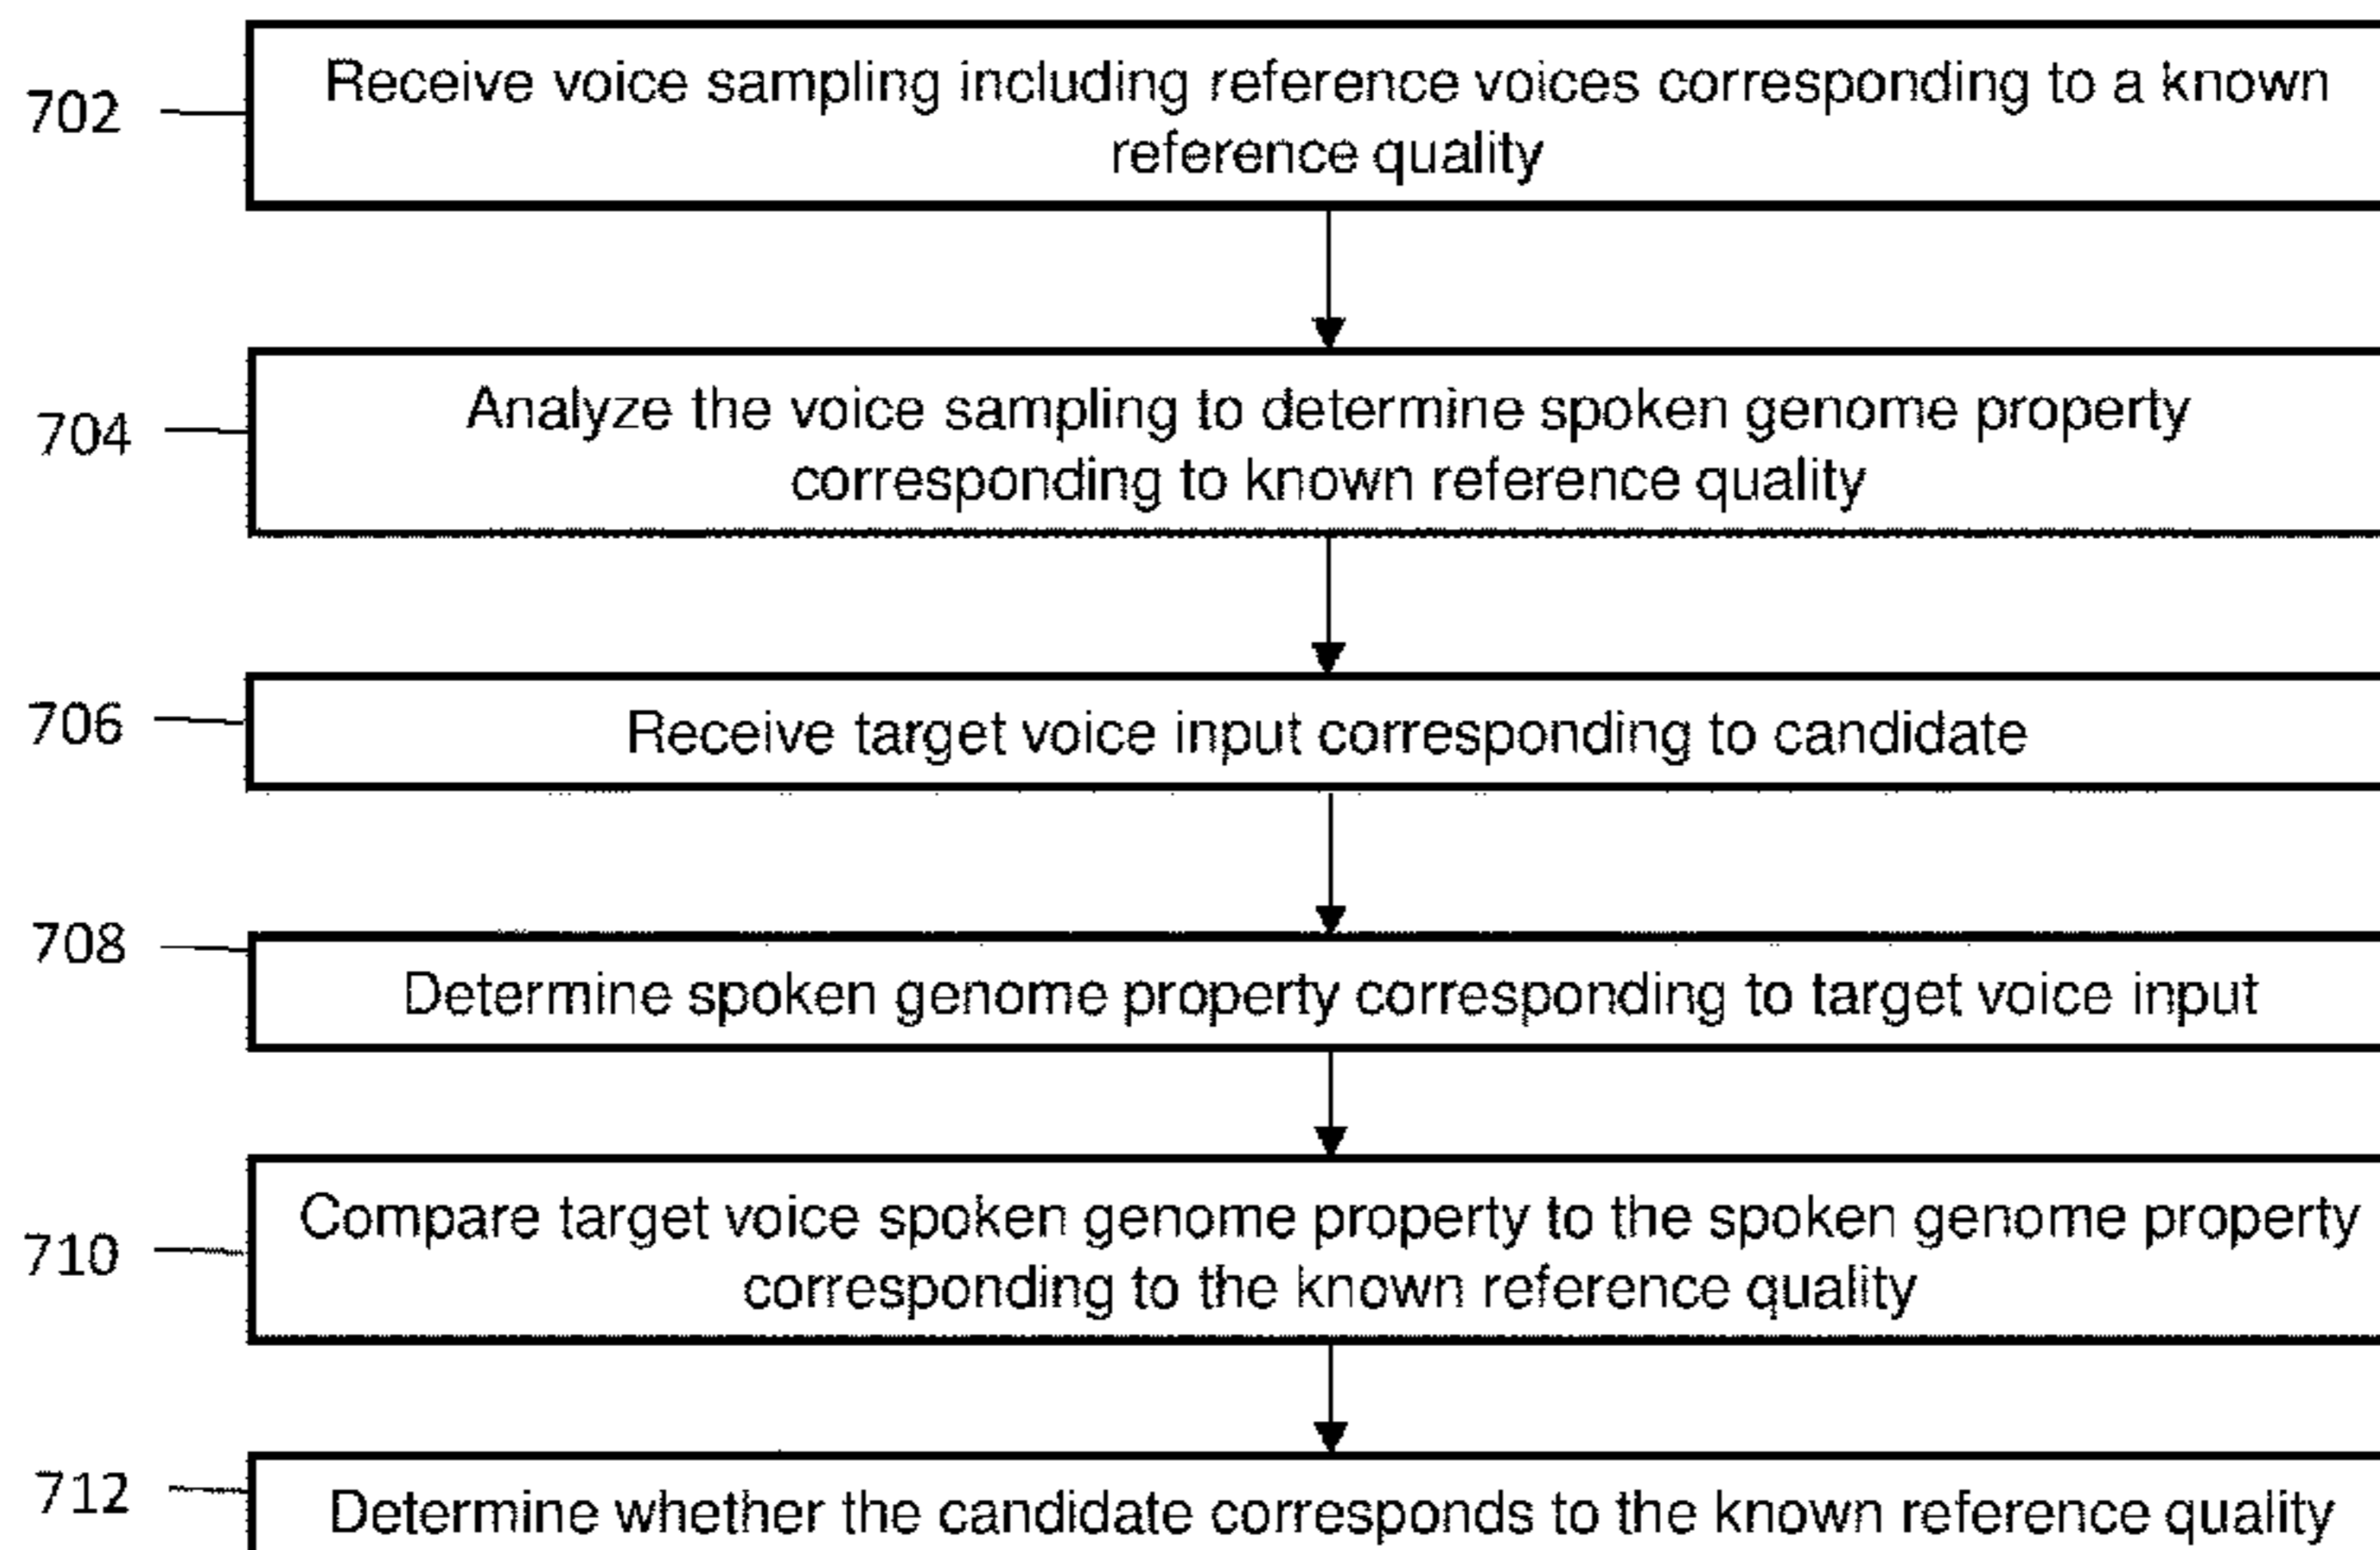 702
Receive voice sampling including reference voices corresponding to a known
reference quality
704
Analyze the voice sampling to determine spoken genome property
corresponding to known reference quality
706
Receive target voice input corresponding to candidate
708
Determine spoken genome property corresponding to target voice input
710
Compare target voice spoken genome property to the spoken genome property
corresponding to the known reference quality
712
Determine whether the candidate corresponds to the known reference quality